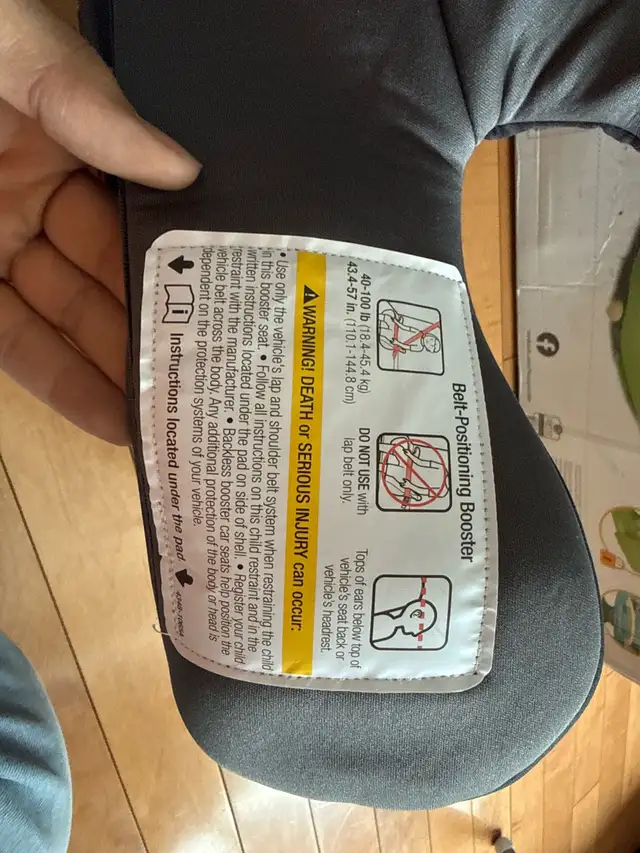 Belt-Positioning Booster
40-100 lb (18.4-45.4 kg)
43.4-57 in. (110.1-144.8 cm)
DO NOT USE with
lap belt only.
Tops of ears below top of
vehicle's seat back or
vehicle's headrest.
WARNING! DEATH or SERIOUS INJURY can occur:
• Use only the vehicle's lap and shoulder belt system when restraining the child
in this booster seat. • Follow all instructions on this child restraint and in the
written instructions located under the pad on side of shell. • Register your child
restraint with the manufacturer. • Backless booster car seats help position the
vehicle belt across the body. Any additional protection of the body or head is
dependent on the protection systems of your vehicle.
Instructions located under the pad.